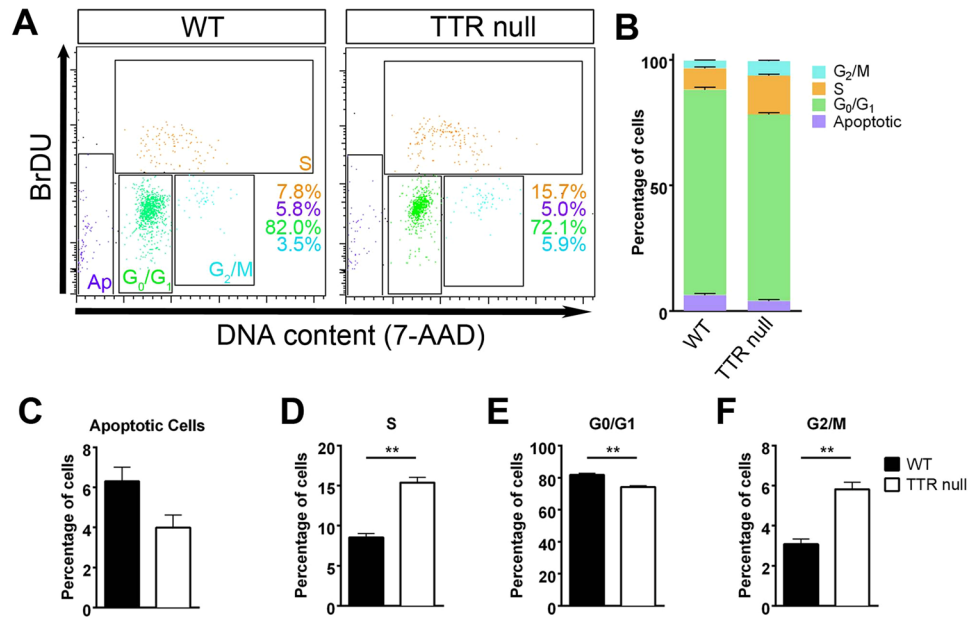 A
WT
TTR null
BrDU
S
7.8%
5.8%
82.0%
3.5%
Ap
G0/G1
G2/M
15.7%
5.0%
72.1%
5.9%
DNA content (7-AAD)
B
Percentage of cells
100
50
0
WT
TTR null
G2/M
S
G0/G1
Apoptotic
C
Apoptotic Cells
Percentage of cells
8
6
4
2
0
D
S
Percentage of cells
20
15
10
5
0
**
E
G0/G1
Percentage of cells
100
80
60
40
20
0
**
F
G2/M
Percentage of cells
8
6
4
2
0
**
WT
TTR null